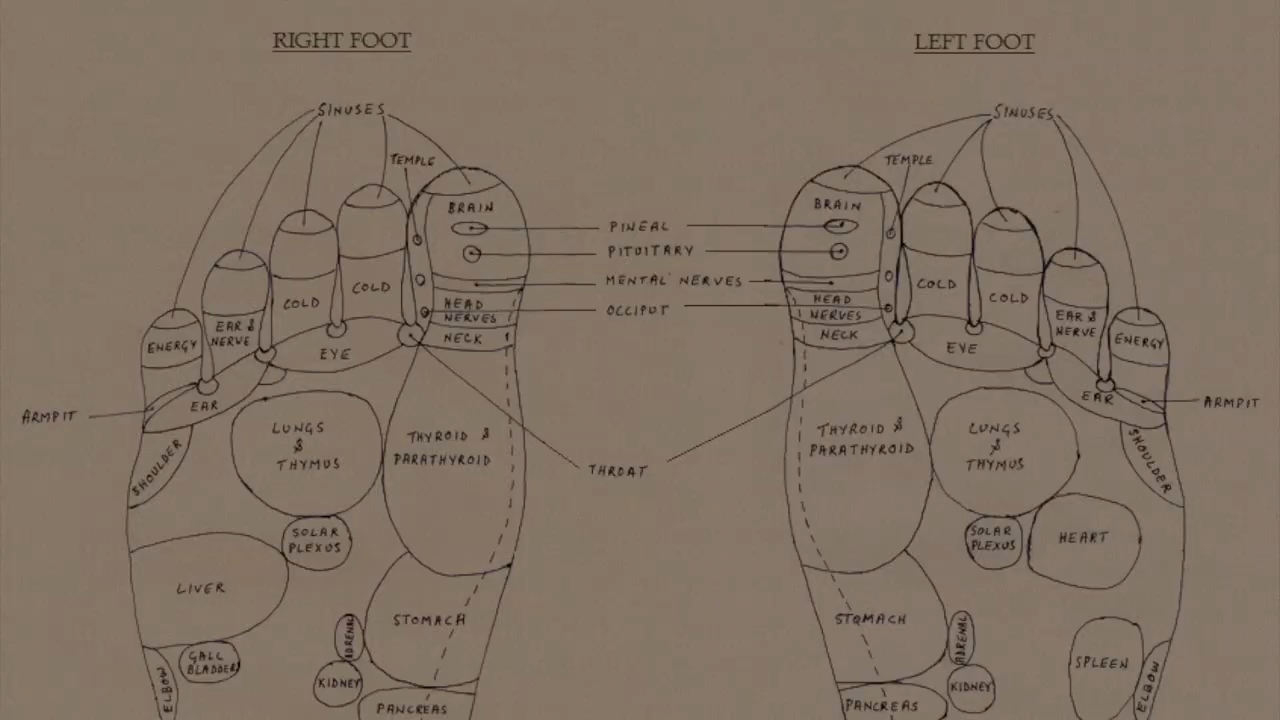 RIGHT FOOT
LEFT FOOT
SINUSES
SINUSES
TEMPLE
TEMPLE
BRAIN
BRAIN
PINEAL
PITUITARY
MENTAL NERVES
OCCIPUT
COLD
COLD
COLD
COLD
HEAD
NERVES
HEAD
NERVES
NECK
NECK
EAR &
NERVE
EAR &
NERVE
ENERGY
ENERGY
EYE
EYE
EAR
EAR
ARMPIT
ARMPIT
LUNGS
&
THYMUS
THYROID &
PARATHYROID
THYROID &
PARATHYROID
LUNGS
&
THYMUS
SHOULDER
SHOULDER
THROAT
SOLAR
PLEXUS
SOLAR
PLEXUS
HEART
LIVER
STOMACH
STOMACH
ADRENAL
ADRENAL
GALL
BLADDER
KIDNEY
KIDNEY
SPLEEN
ELBOW
ELBOW
PANCREAS
PANCREAS